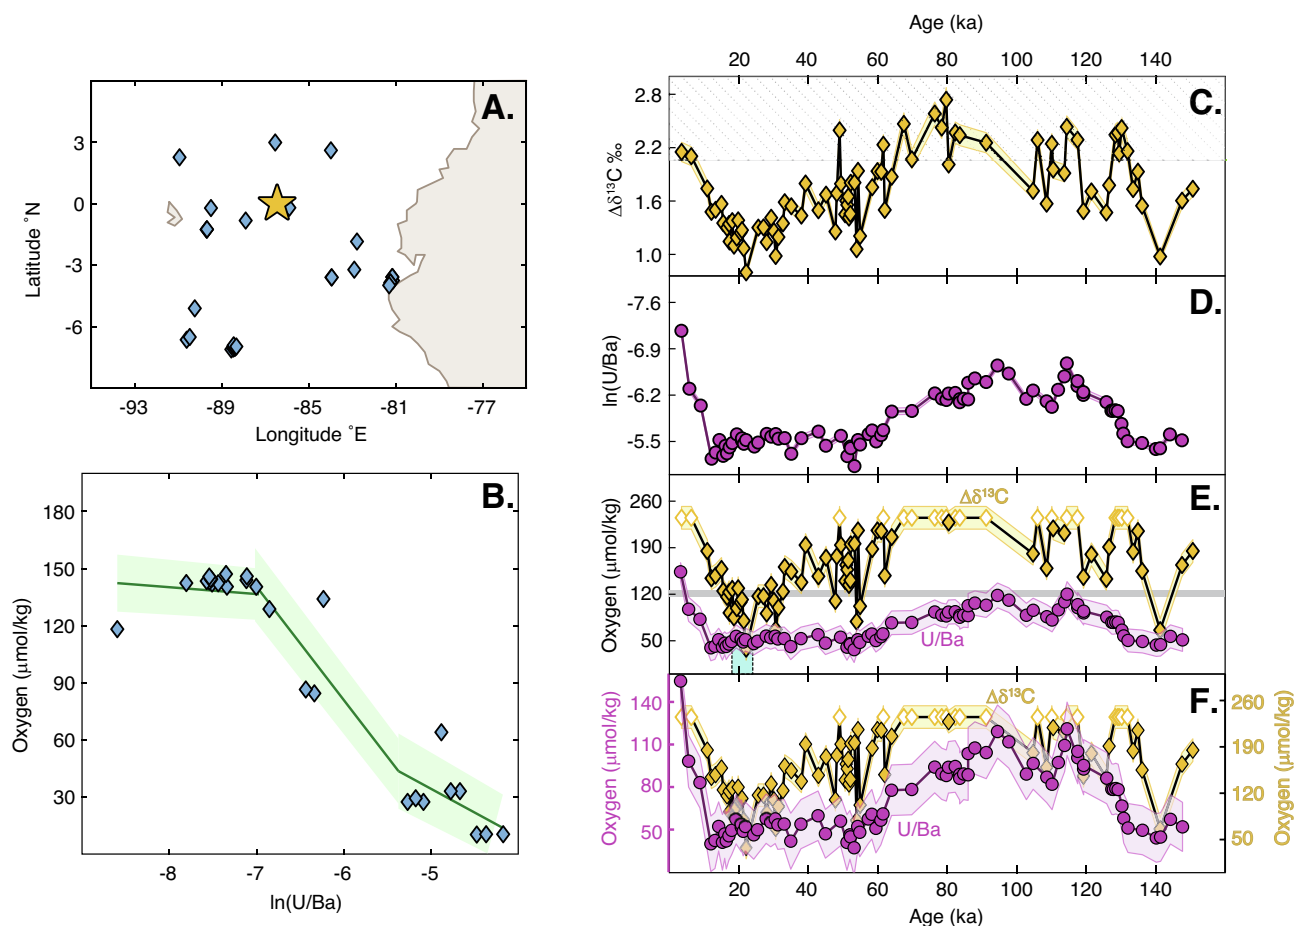 A.
3
0
-3
-6
Latitude ˚N
-93
-89
-85
-81
-77
Longitude ˚E
B.
180
150
120
90
60
30
Oxygen (μmol/kg)
-8
-7
-6
-5
ln(U/Ba)
Age (ka)
20
40
60
80
100
120
140
C.
2.8
2.2
1.6
1.0
Δδ¹³C ‰
D.
-7.6
-6.9
-6.2
-5.5
ln(U/Ba)
E.
260
190
120
50
Oxygen (μmol/kg)
Δδ¹³C
U/Ba
F.
140
110
80
50
Oxygen (μmol/kg)
Δδ¹³C
U/Ba
260
190
120
50
Oxygen (μmol/kg)
20
40
60
80
100
120
140
Age (ka)